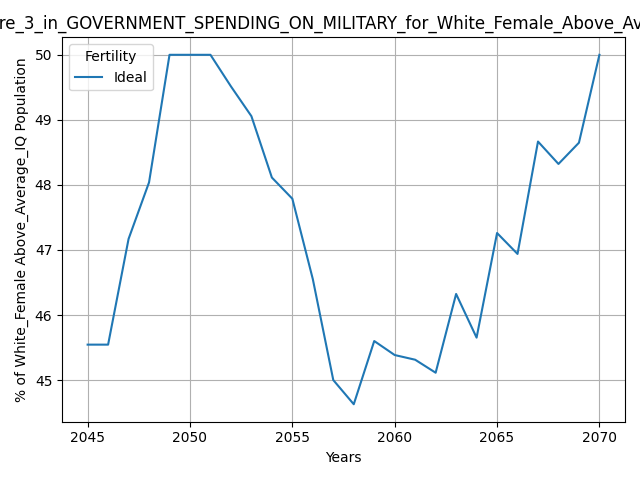 re_3_in_GOVERNMENT_SPENDING_ON_MILITARY_for_White_Female_Above_Av
Fertility
Ideal
% of White_Female Above_Average_IQ Population
50
49
48
47
46
45
2045
2050
2055
2060
2065
2070
Years